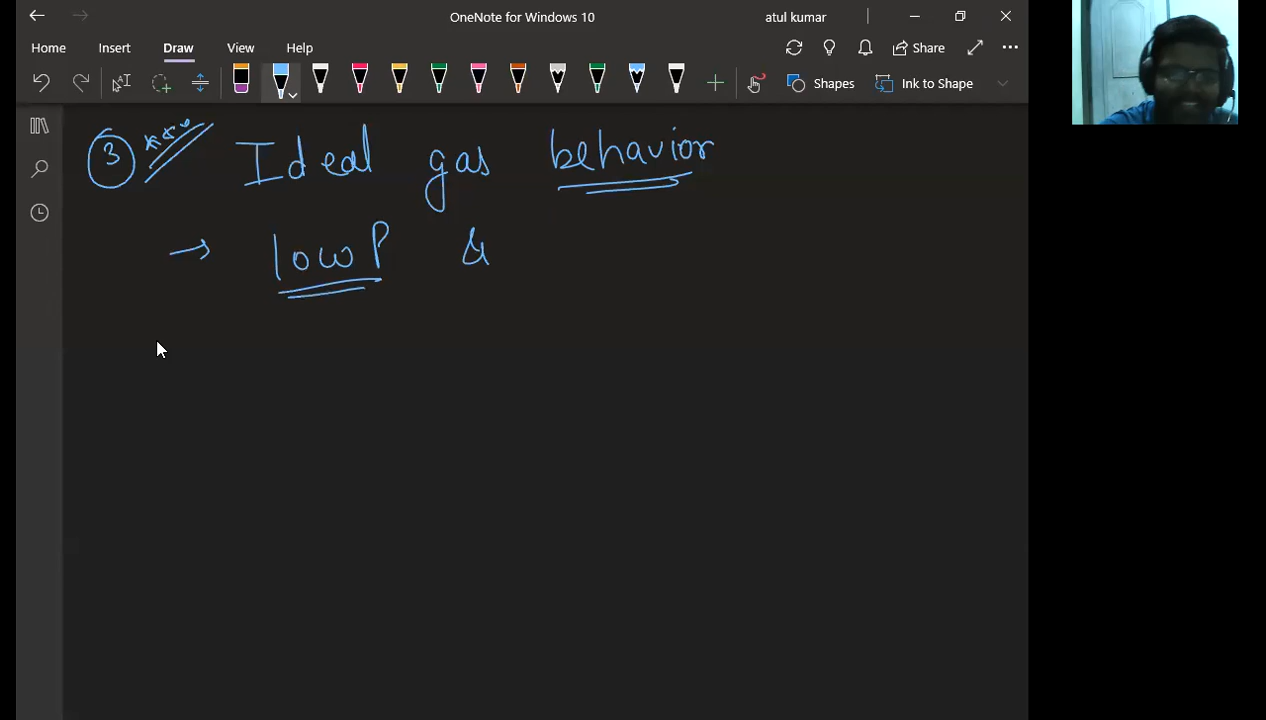 OneNote for Windows 10
atul kumar
Home Insert Draw View Help
Share
Shapes
Ink to Shape
3 *** Ideal gas behavior
→ low P &